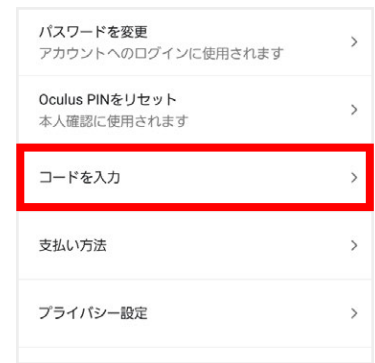 パスワードを変更
アカウントへのログインに使用されます
Oculus PINをリセット
本人確認に使用されます
コードを入力
支払い方法
プライバシー設定